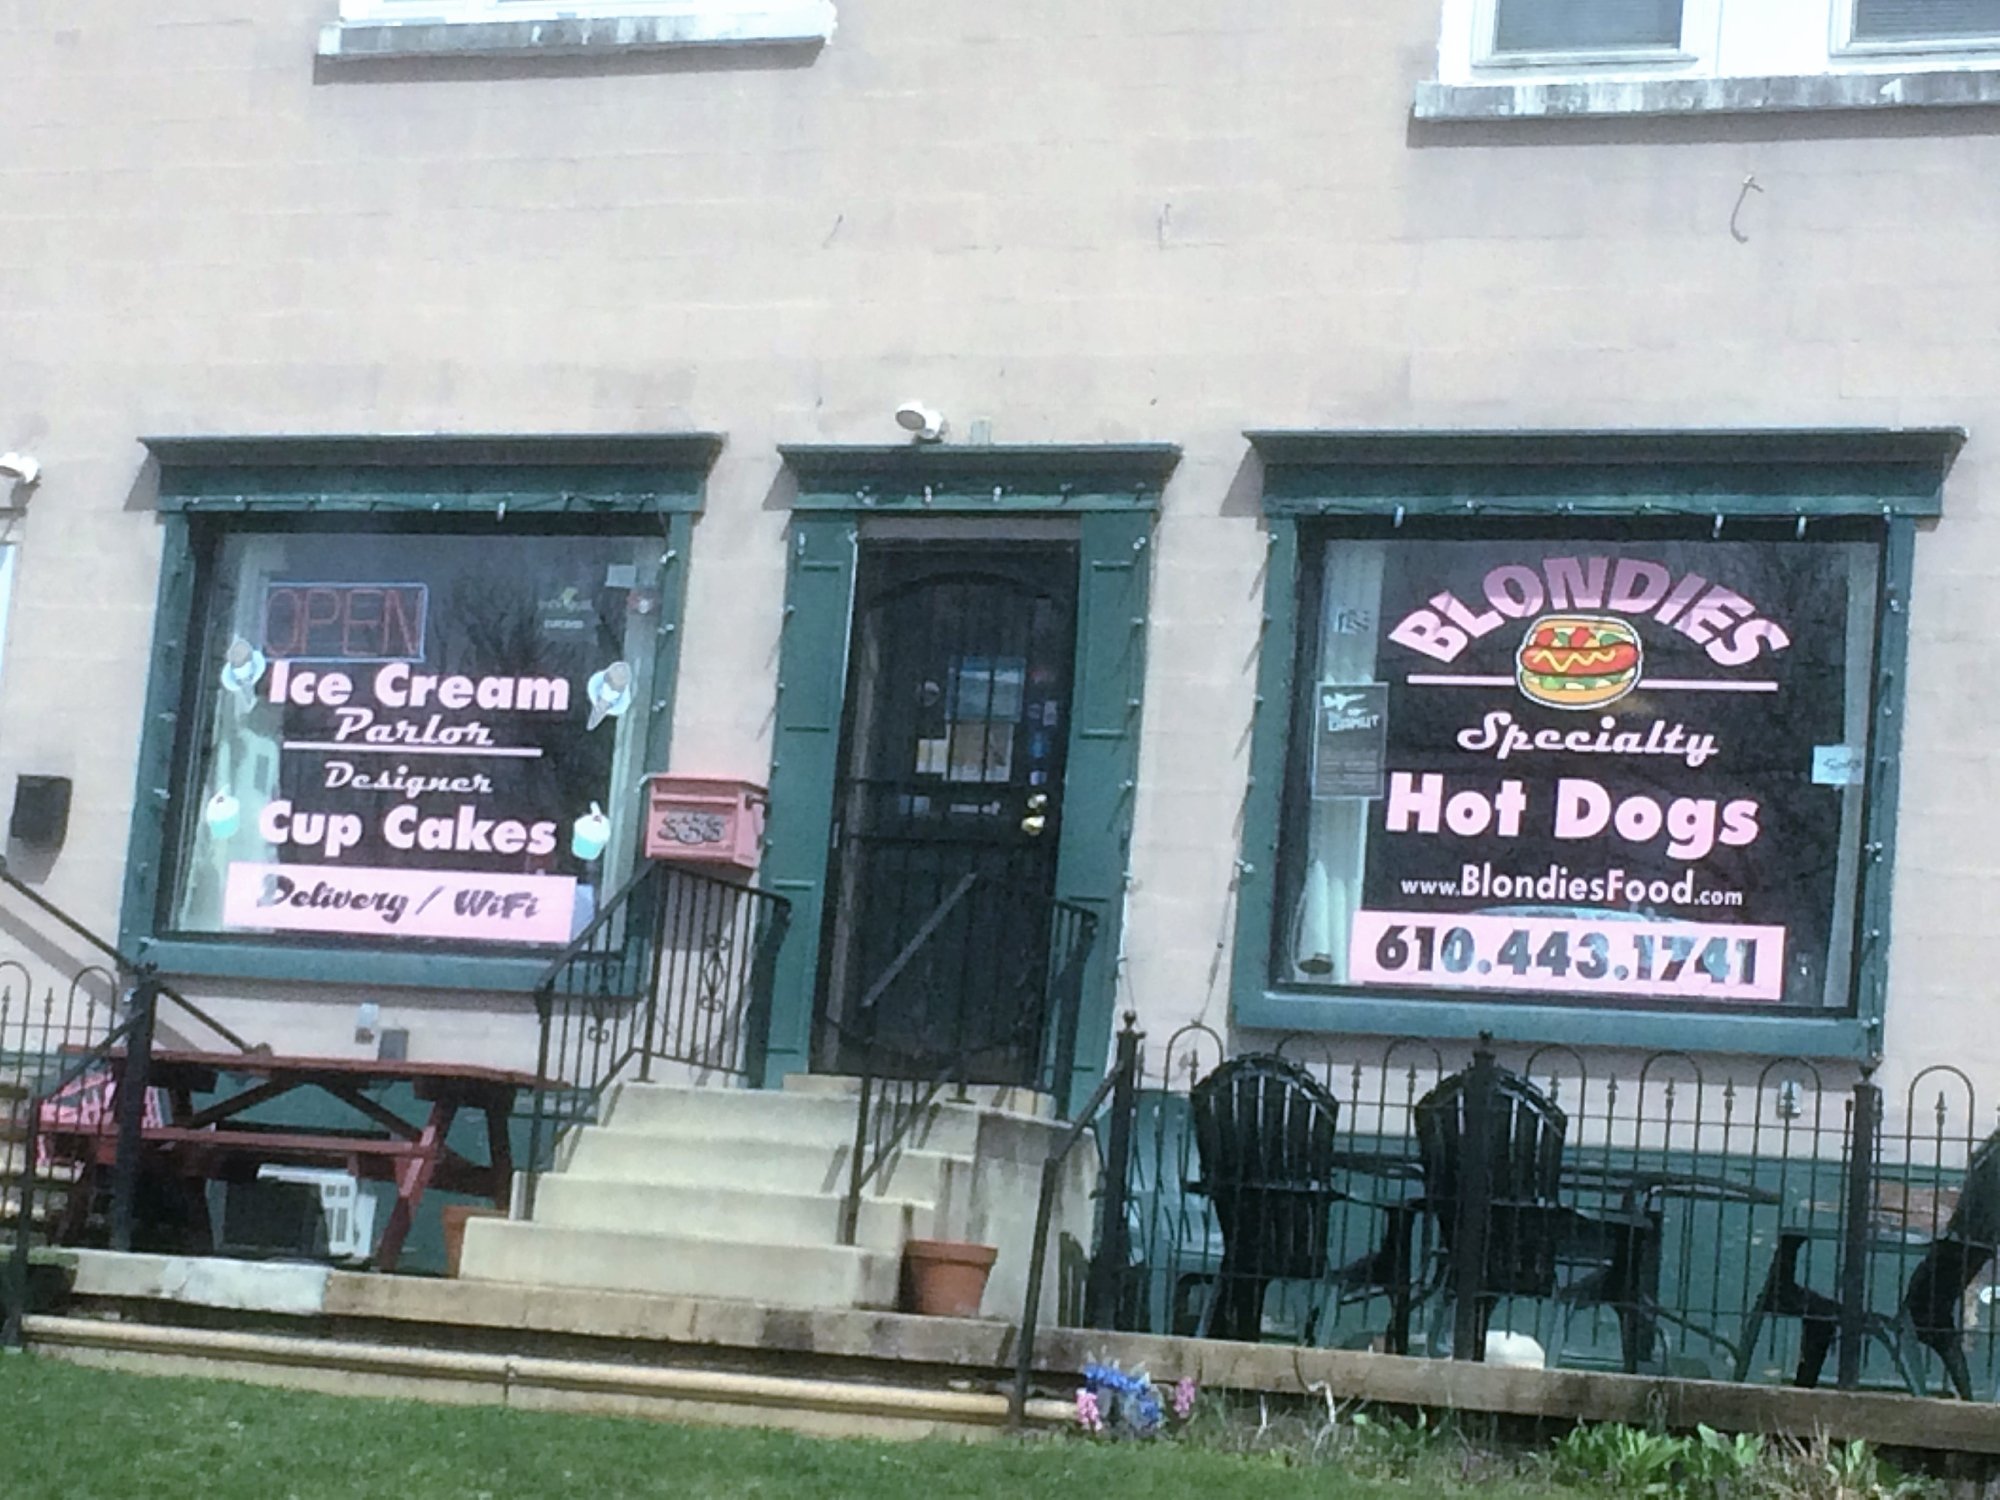 OPEN
Ice Cream
Parlor
Designer
Cup Cakes
Delivery / WiFi
BLONDIES
Specialty
Hot Dogs
www.BlondiesFood.com
610.443.1741